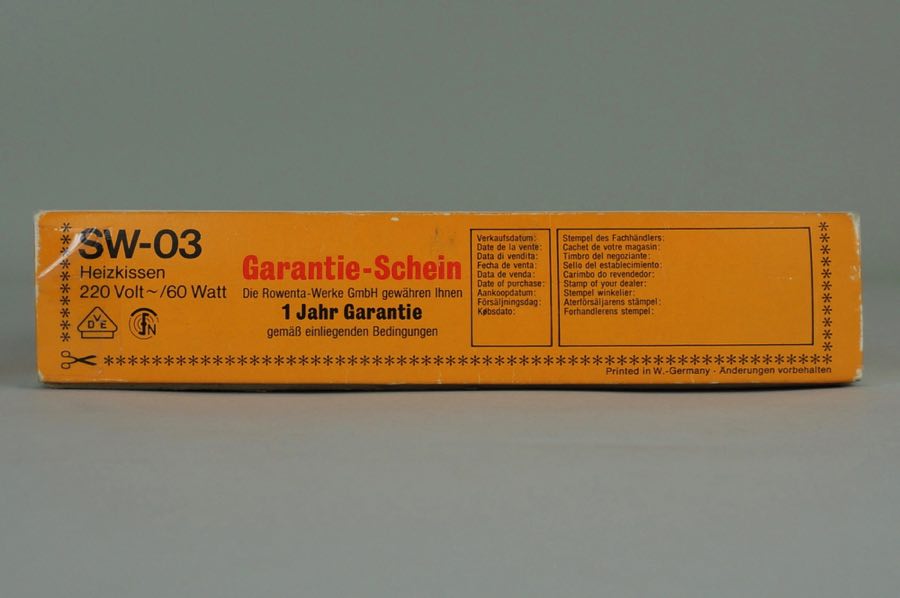 SW-03
Heizkissen
220 Volt~/60 Watt
DVE
Garantie-Schein
Die Rowenta-Werke GmbH gewähren Ihnen
1 Jahr Garantie
gemäß einliegenden Bedingungen
Verkaufsdatum:
Date de la vente:
Data di vendita:
Fecha de venta:
Data de venda:
Date of purchase:
Aankoopdatum:
Försäljningsdag:
Købsdato:
Stempel des Fachhändlers:
Cachet de votre magasin:
Timbro del negoziante:
Sello del establecimiento:
Carimbo do revendedor:
Stamp of your dealer:
Stempel winkelier:
Aterförsäljarens stämpel:
Forhandlerens stempel:
Printed in W.-Germany · Änderungen vorbehalten